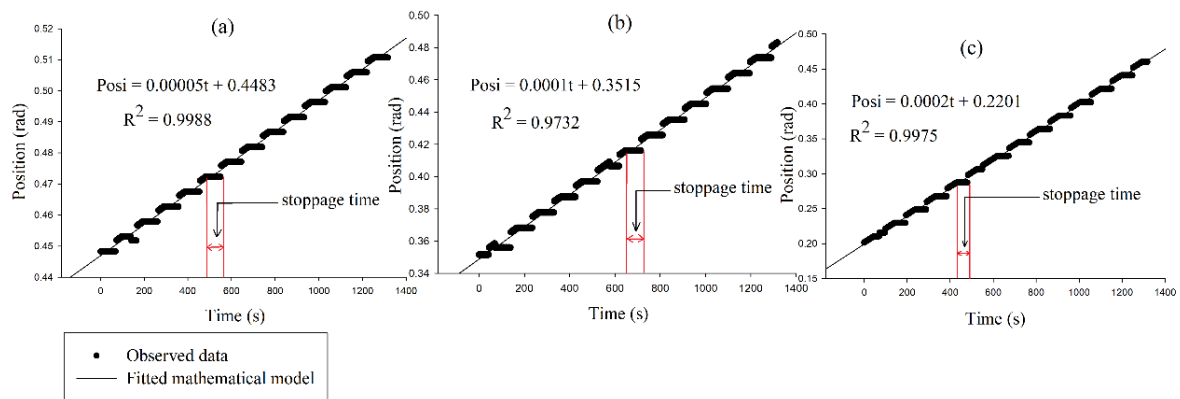 (a)
Posi = 0.00005t + 0.4483
R² = 0.9988
stoppage time
Position (rad)
0.52
0.51
0.50
0.49
0.48
0.47
0.46
0.45
0.44
0 200 400 600 800 1000 1200 1400
Time (s)
(b)
Posi = 0.0001t + 0.3515
R² = 0.9732
stoppage time
Position (rad)
0.50
0.48
0.46
0.44
0.42
0.40
0.38
0.36
0.34
0 200 400 600 800 1000 1200 1400
Time (s)
(c)
Posi = 0.0002t + 0.2201
R² = 0.9975
stoppage time
Position (rad)
0.50
0.45
0.40
0.35
0.30
0.25
0.20
0.15
0 200 400 600 800 1000 1200 1400
Time (s)
Observed data
Fitted mathematical model